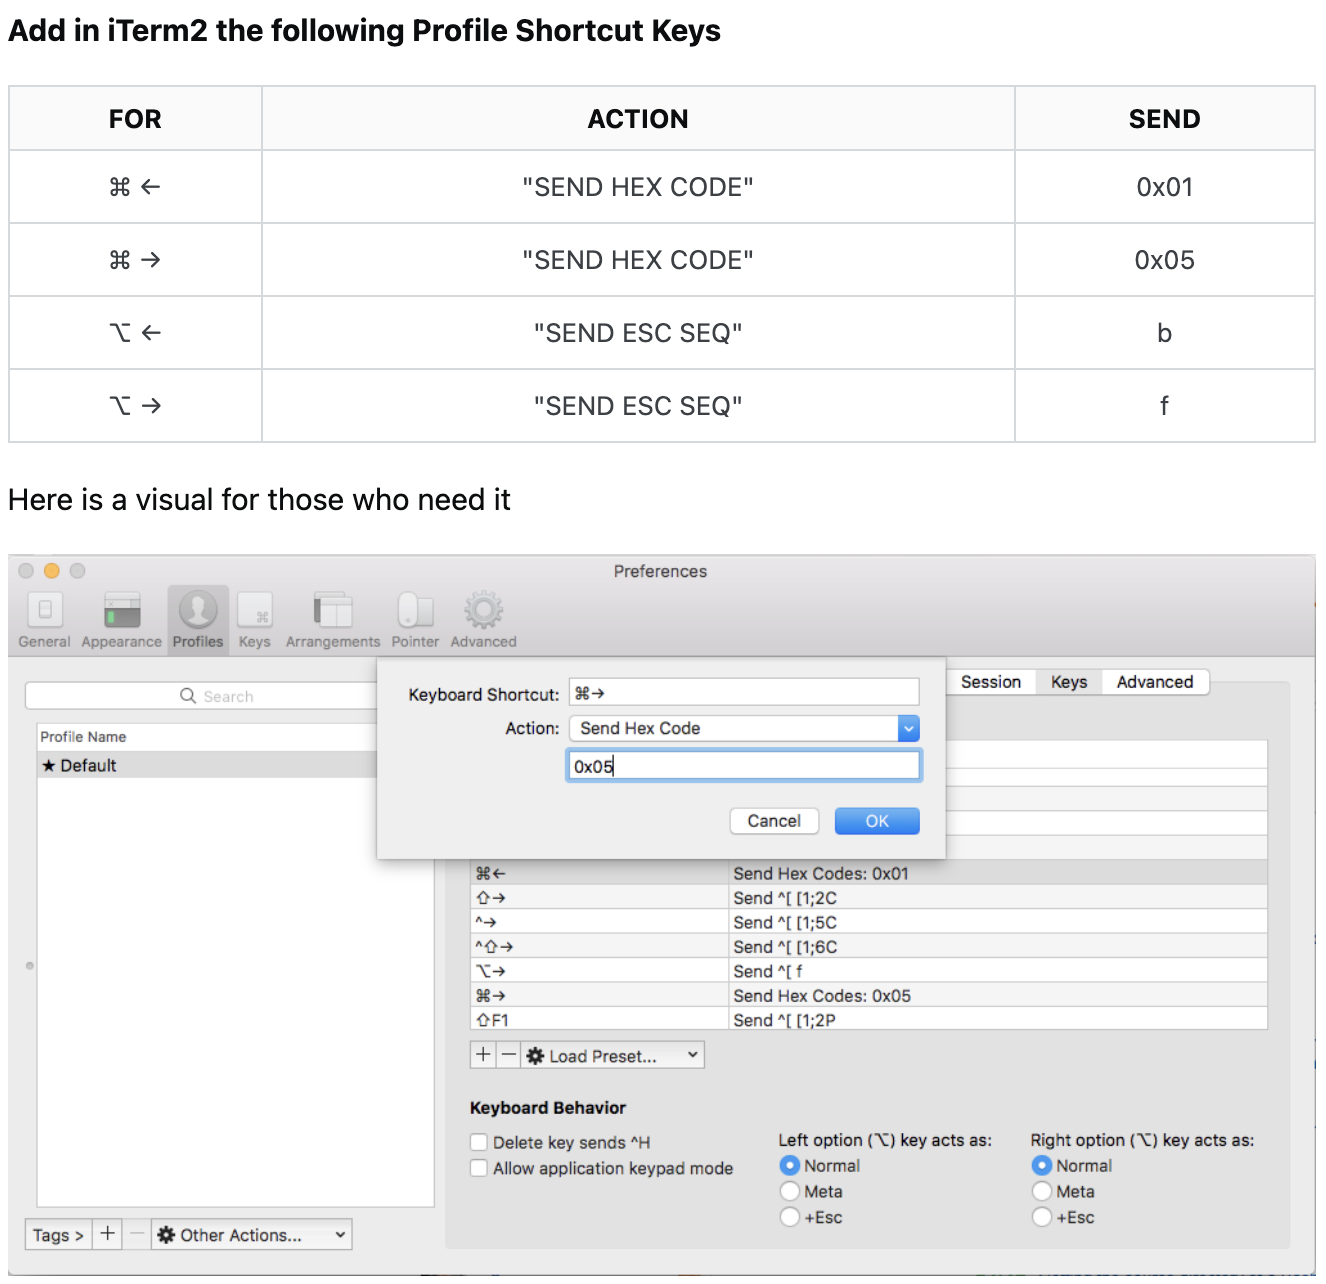 Add in iTerm2 the following Profile Shortcut Keys
FOR ACTION SEND
⌘ ← "SEND HEX CODE" 0x01
⌘ → "SEND HEX CODE" 0x05
⌥ ← "SEND ESC SEQ" b
⌥ → "SEND ESC SEQ" f
Here is a visual for those who need it
Preferences
General Appearance Profiles Keys Arrangements Pointer Advanced
Search
Profile Name
★ Default
Keyboard Shortcut: ⌘→
Action: Send Hex Code
0x05
Cancel OK
Session Keys Advanced
⌘← Send Hex Codes: 0x01
⇧→ Send ^[ [1;2C
^→ Send ^[ [1;5C
^⇧→ Send ^[ [1;6C
⌥→ Send ^[ f
⌘→ Send Hex Codes: 0x05
⇧F1 Send ^[ [1;2P
+ − Load Preset...
Keyboard Behavior
Delete key sends ^H
Allow application keypad mode
Left option (⌥) key acts as:
Normal
Meta
+Esc
Right option (⌥) key acts as:
Normal
Meta
+Esc
Tags > + − Other Actions...